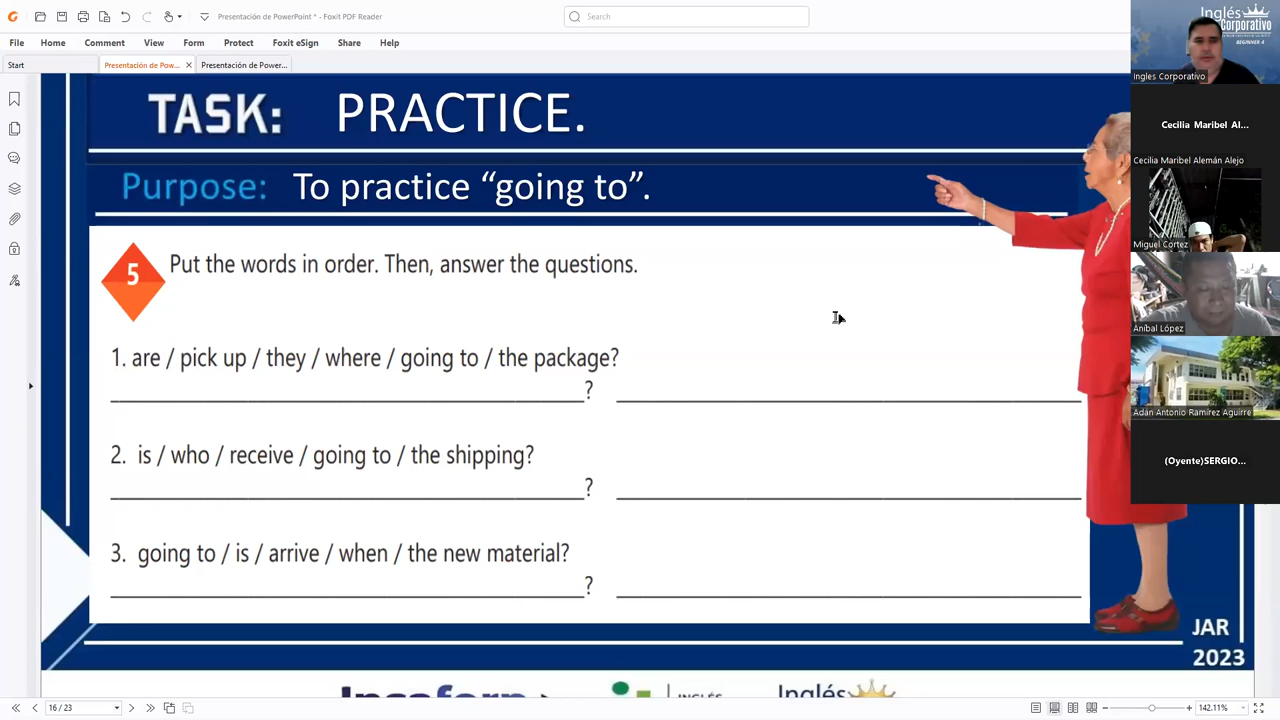 Presentación de PowerPoint * - Foxit PDF Reader
Search
File Home Comment View Form Protect Foxit eSign Share Help
Start
Presentación de Pow...
Presentación de Power...
TASK: PRACTICE.
Purpose: To practice “going to”.
5 Put the words in order. Then, answer the questions.
1. are / pick up / they / where / going to / the package?
?
2. is / who / receive / going to / the shipping?
?
3. going to / is / arrive / when / the new material?
?
JAR
2023
INGLÉS
Inglés
16 / 23
142.11%
Inglés
Corporativo
BEGINNER 4
Ingles Corporativo
Cecilia Maribel Al...
Cecilia Maribel Alemán Alejo
Miguel Cortez
Aníbal López
Adán Antonio Ramírez Aguirre
(Oyente)SERGIO...